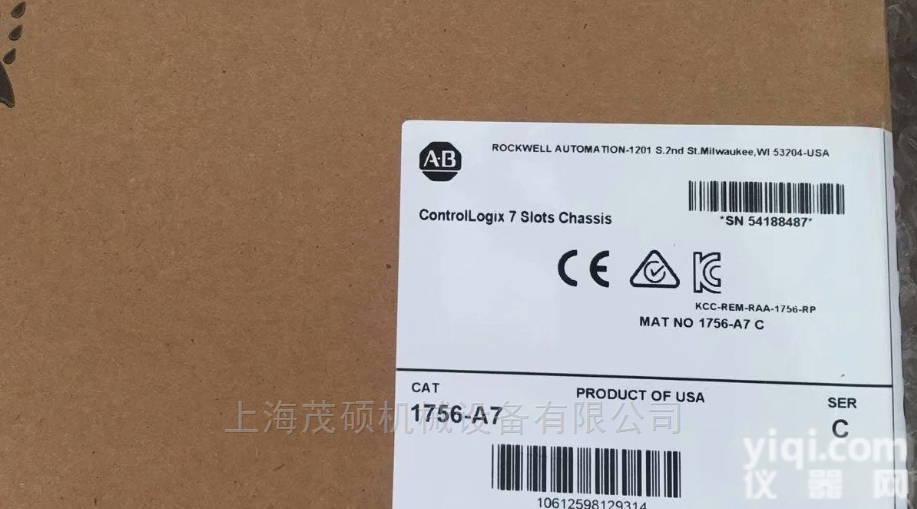 A-B
ROCKWELL AUTOMATION-1201 S.2nd St.Milwaukee,WI 53204-USA
*SN 54188487*
ControlLogix 7 Slots Chassis
CE
KCC-REM-RAA-1756-RP
MAT NO 1756-A7 C
CAT
PRODUCT OF USA
SER
1756-A7
C
上海茂硕机械设备有限公司
yiqi.com
仪器网
10612598129314